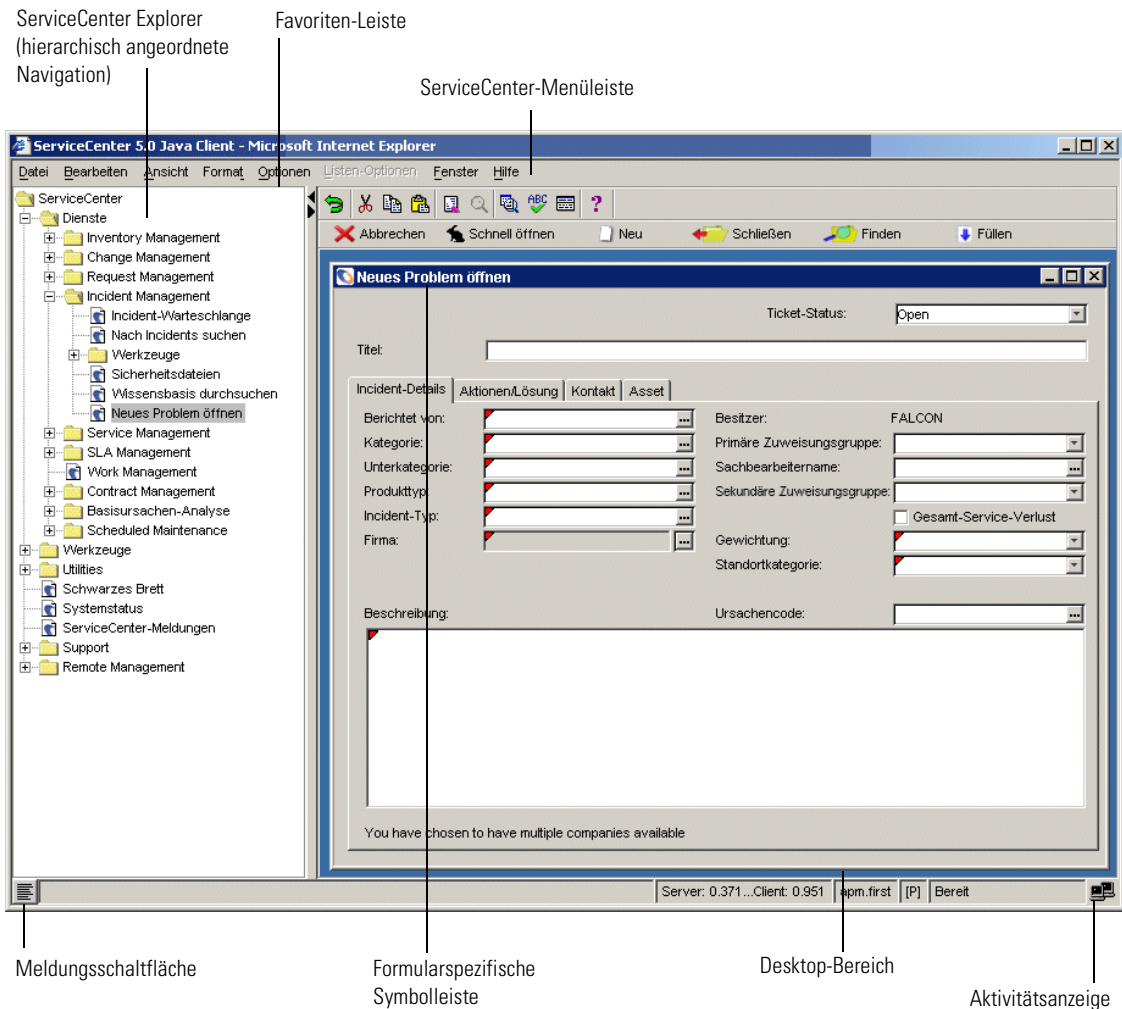 ServiceCenter Explorer
(hierarchisch angeordnete
Navigation)
Favoriten-Leiste
ServiceCenter-Menüleiste
ServiceCenter 5.0 Java Client - Microsoft Internet Explorer
Datei Bearbeiten Ansicht Format Optionen Listen-Optionen Fenster Hilfe
ServiceCenter
Dienste
Inventory Management
Change Management
Request Management
Incident Management
Incident-Warteschlange
Nach Incidents suchen
Werkzeuge
Sicherheitsdateien
Wissensbasis durchsuchen
Neues Problem öffnen
Service Management
SLA Management
Work Management
Contract Management
Basisursachen-Analyse
Scheduled Maintenance
Werkzeuge
Utilities
Schwarzes Brett
Systemstatus
ServiceCenter-Meldungen
Support
Remote Management
ABC ?
Abbrechen Schnell öffnen Neu Schließen Finden Füllen
Neues Problem öffnen
Ticket-Status: Open
Titel:
Incident-Details Aktionen/Lösung Kontakt Asset
Berichtet von: Besitzer: FALCON
Kategorie: Primäre Zuweisungsgruppe:
Unterkategorie: Sachbearbeitername:
Produkttyp: Sekundäre Zuweisungsgruppe:
Incident-Typ: Gesamt-Service-Verlust
Firma: Gewichtung:
Standortkategorie:
Beschreibung: Ursachencode:
You have chosen to have multiple companies available
Server: 0.371...Client: 0.951 apm.first [P] Bereit
Meldungsschaltfläche
Formularspezifische
Symbolleiste
Desktop-Bereich
Aktivitätsanzeige